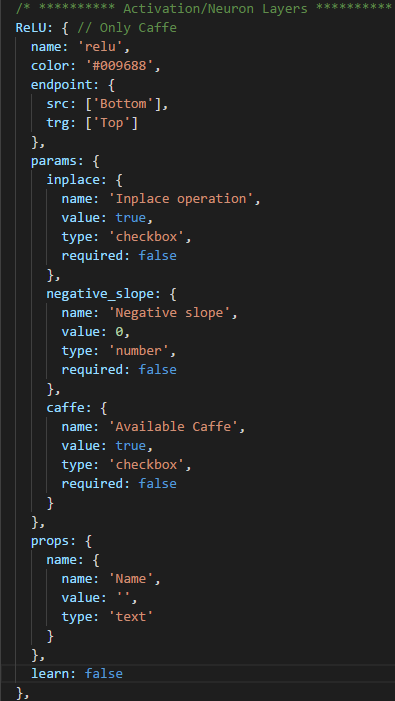 /* ********** Activation/Neuron Layers **********
ReLU: { // Only Caffe
  name: 'relu',
  color: '#009688',
  endpoint: {
    src: ['Bottom'],
    trg: ['Top']
  },
  params: {
    inplace: {
      name: 'Inplace operation',
      value: true,
      type: 'checkbox',
      required: false
    },
    negative_slope: {
      name: 'Negative slope',
      value: 0,
      type: 'number',
      required: false
    },
    caffe: {
      name: 'Available Caffe',
      value: true,
      type: 'checkbox',
      required: false
    }
  },
  props: {
    name: {
      name: 'Name',
      value: '',
      type: 'text'
    }
  },
  learn: false
},